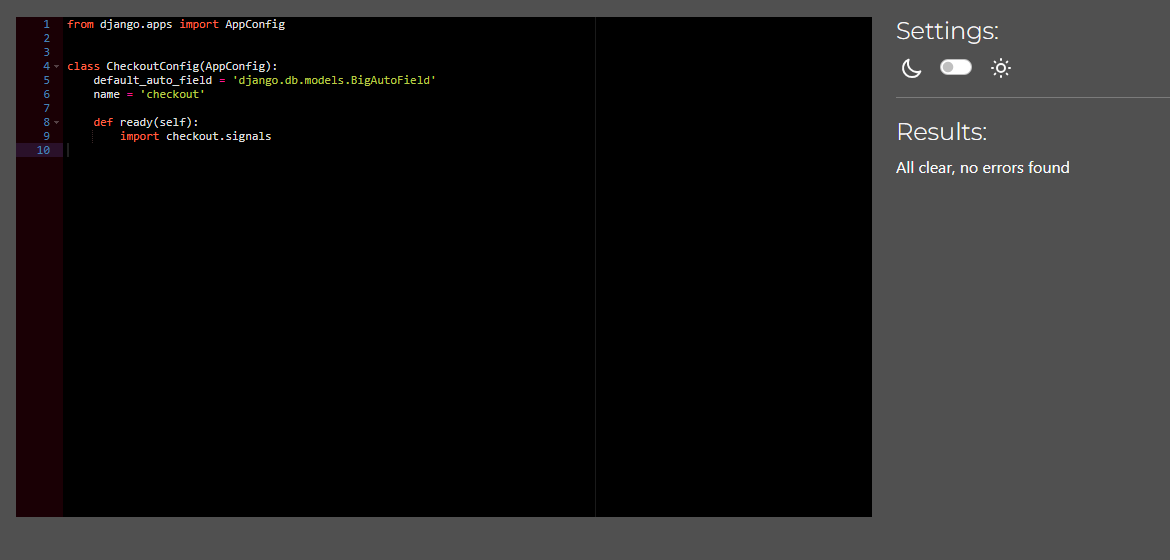 1 from django.apps import AppConfig
2
3
4 class CheckoutConfig(AppConfig):
5     default_auto_field = 'django.db.models.BigAutoField'
6     name = 'checkout'
7
8     def ready(self):
9         import checkout.signals
10
Settings:
Results:
All clear, no errors found